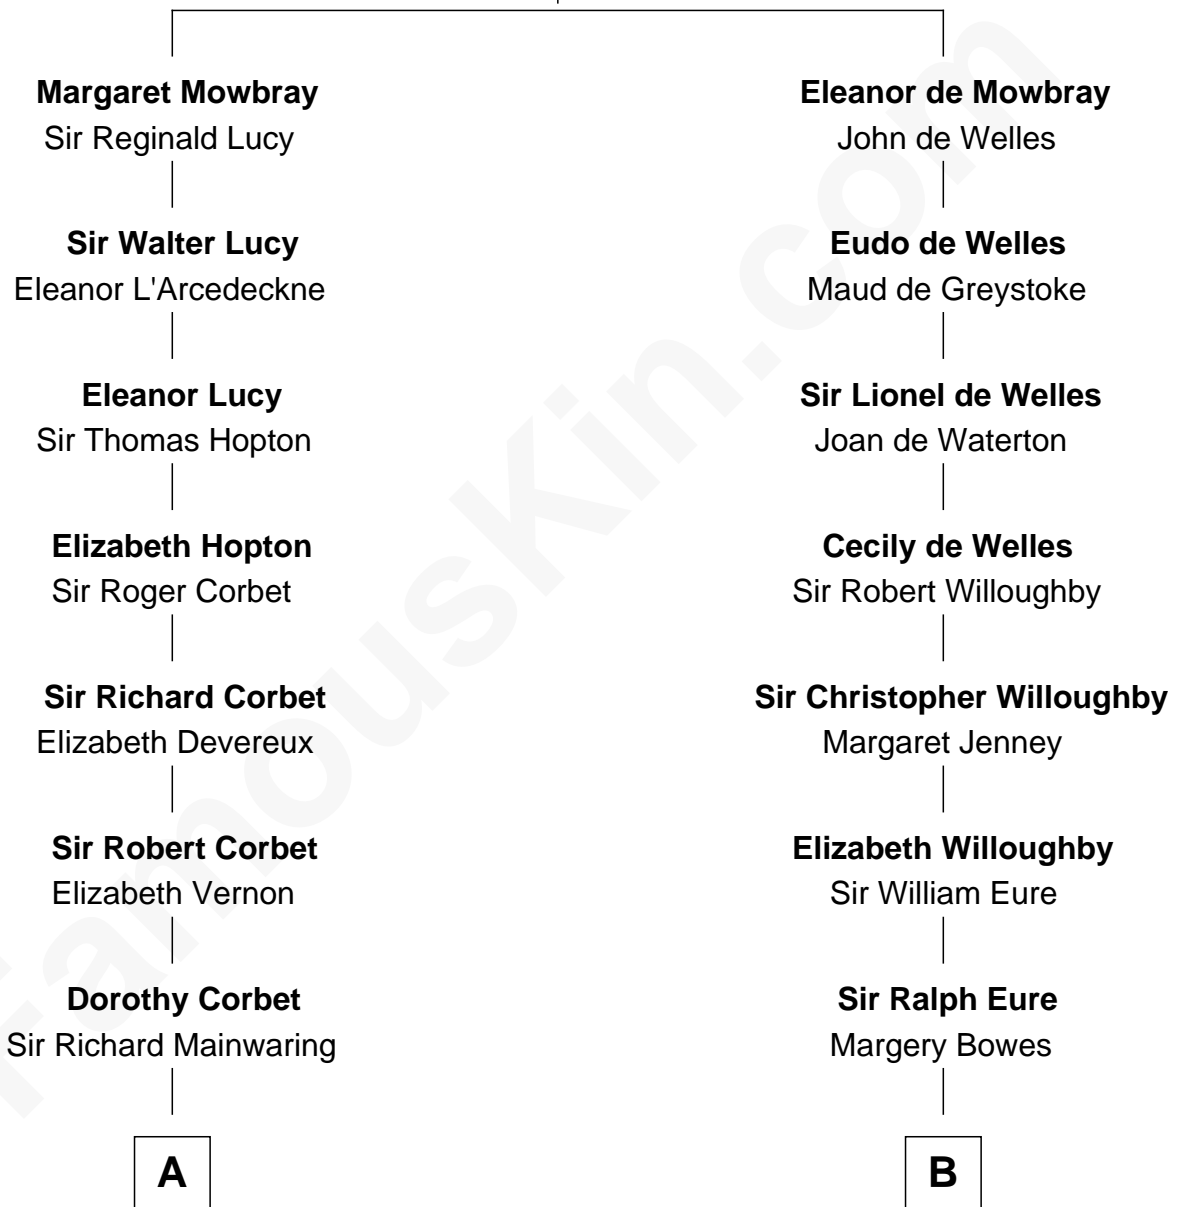 Margaret Mowbray
Sir Reginald Lucy
Sir Walter Lucy
Eleanor L'Arcedeckne
Eleanor Lucy
Sir Thomas Hopton
Elizabeth Hopton
Sir Roger Corbet
Sir Richard Corbet
Elizabeth Devereux
Sir Robert Corbet
Elizabeth Vernon
Dorothy Corbet
Sir Richard Mainwaring
A
Eleanor de Mowbray
John de Welles
Eudo de Welles
Maud de Greystoke
Sir Lionel de Welles
Joan de Waterton
Cecily de Welles
Sir Robert Willoughby
Sir Christopher Willoughby
Margaret Jenney
Elizabeth Willoughby
Sir William Eure
Sir Ralph Eure
Margery Bowes
B
FamousKin.com